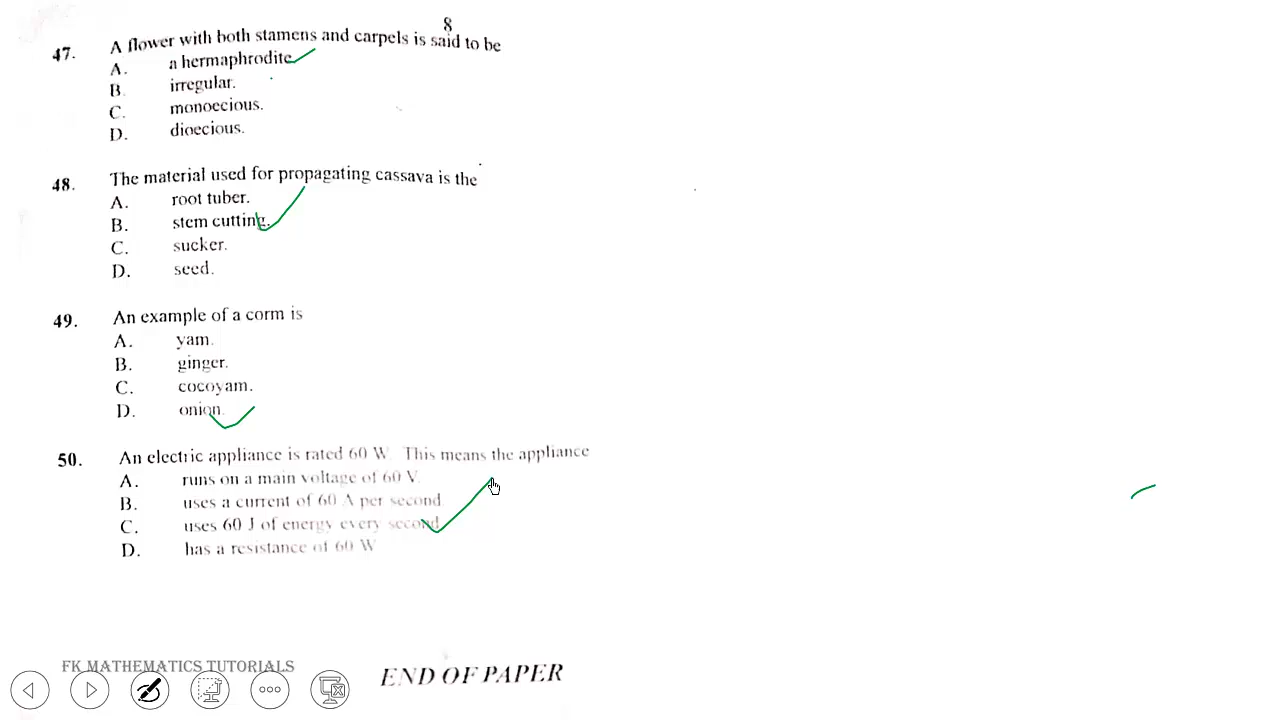 8
47. A flower with both stamens and carpels is said to be
A. a hermaphrodite
B. irregular.
C. monoecious.
D. dioecious.
48. The material used for propagating cassava is the
A. root tuber.
B. stem cutting.
C. sucker.
D. seed.
49. An example of a corm is
A. yam.
B. ginger.
C. cocoyam.
D. onion.
50. An electric appliance is rated 60 W. This means the appliance
A. runs on a main voltage of 60 V.
B. uses a current of 60 A per second
C. uses 60 J of energy every second
D. has a resistance of 60 W
FK MATHEMATICS TUTORIALS
END OF PAPER